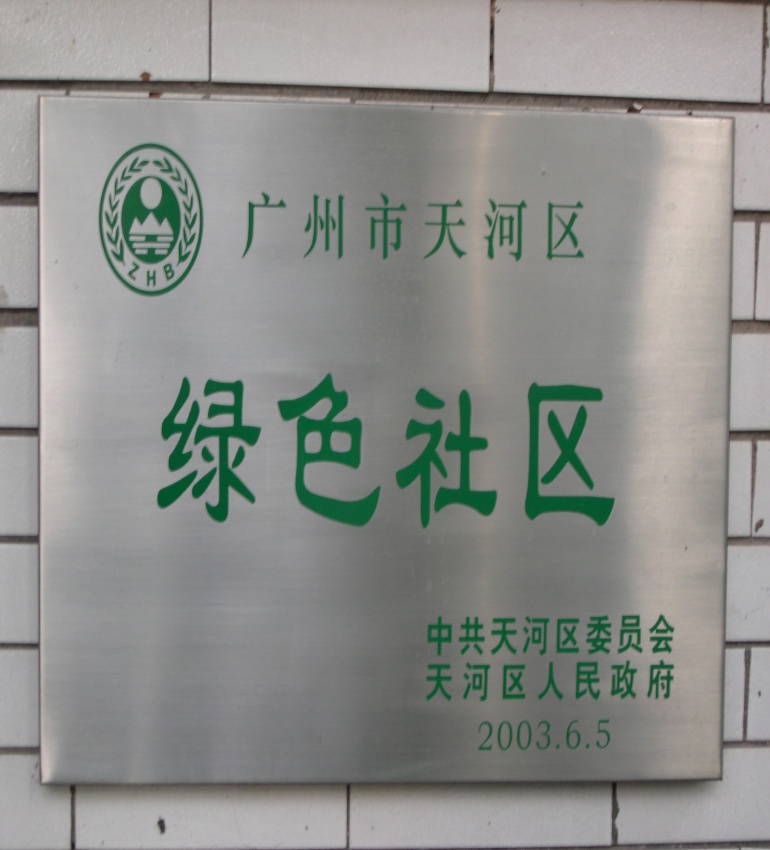 ZHB
广州市天河区
绿色社区
中共天河区委员会
天河区人民政府
2003.6.5